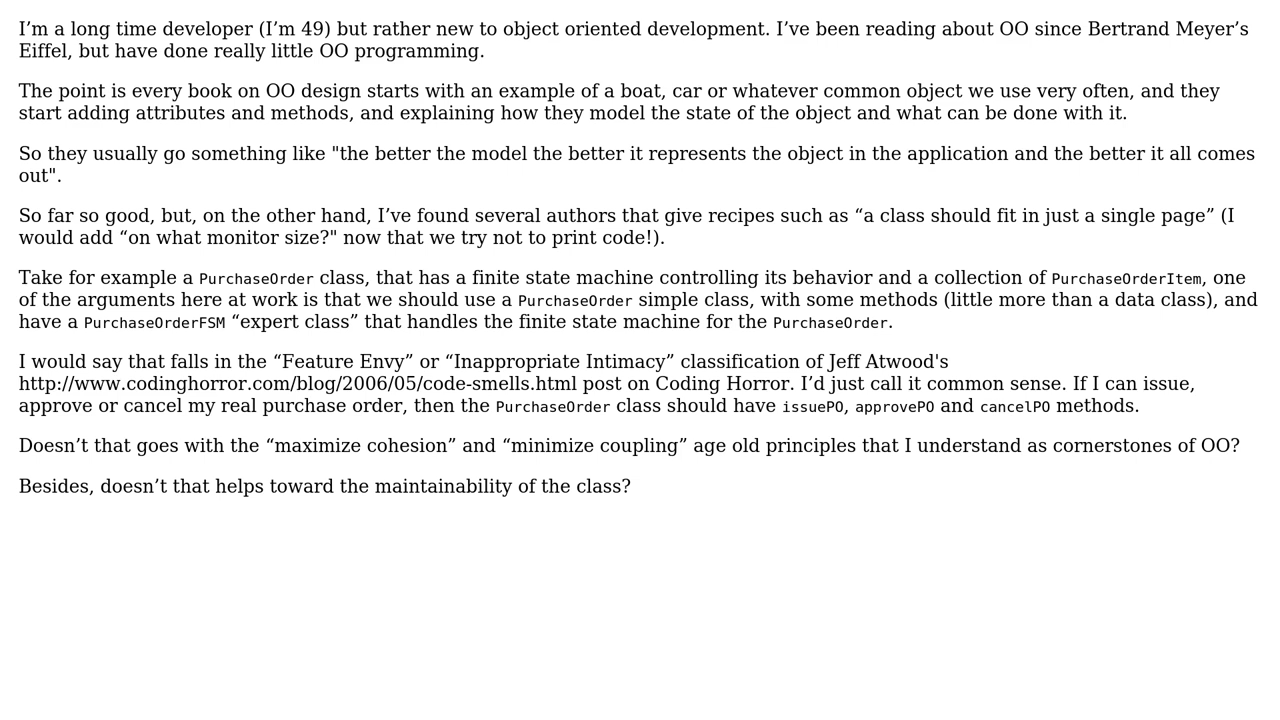 I’m a long time developer (I’m 49) but rather new to object oriented development. I’ve been reading about OO since Bertrand Meyer’s
Eiffel, but have done really little OO programming.
The point is every book on OO design starts with an example of a boat, car or whatever common object we use very often, and they
start adding attributes and methods, and explaining how they model the state of the object and what can be done with it.
So they usually go something like "the better the model the better it represents the object in the application and the better it all comes
out".
So far so good, but, on the other hand, I’ve found several authors that give recipes such as “a class should fit in just a single page” (I
would add “on what monitor size?" now that we try not to print code!).
Take for example a PurchaseOrder class, that has a finite state machine controlling its behavior and a collection of PurchaseOrderItem, one
of the arguments here at work is that we should use a PurchaseOrder simple class, with some methods (little more than a data class), and
have a PurchaseOrderFSM “expert class” that handles the finite state machine for the PurchaseOrder.
I would say that falls in the “Feature Envy” or “Inappropriate Intimacy” classification of Jeff Atwood's
http://www.codinghorror.com/blog/2006/05/code-smells.html post on Coding Horror. I’d just call it common sense. If I can issue,
approve or cancel my real purchase order, then the PurchaseOrder class should have issuePO, approvePO and cancelPO methods.
Doesn’t that goes with the “maximize cohesion” and “minimize coupling” age old principles that I understand as cornerstones of OO?
Besides, doesn’t that helps toward the maintainability of the class?